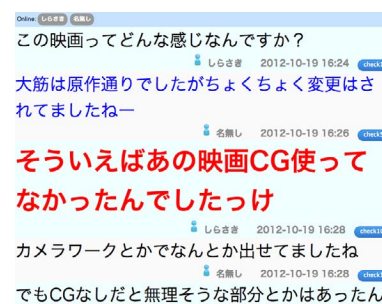 Online: しらさき 名無し
この映画ってどんな感じなんですか？
しらさき 2012-10-19 16:24
大筋は原作通りでしたがちょくちょく変更はさ
れてましたねー
名無し 2012-10-19 16:26
そういえばあの映画CG使って
なかったんでしたっけ
しらさき 2012-10-19 16:28
カメラワークとかでなんとか出せてましたね
名無し 2012-10-19 16:28
でもCGなしだと無理そうな部分とかはあったん